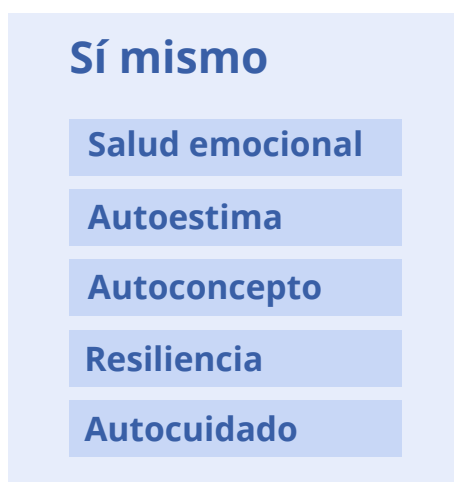 Sí mismo
Salud emocional
Autoestima
Autoconcepto
Resiliencia
Autocuidado